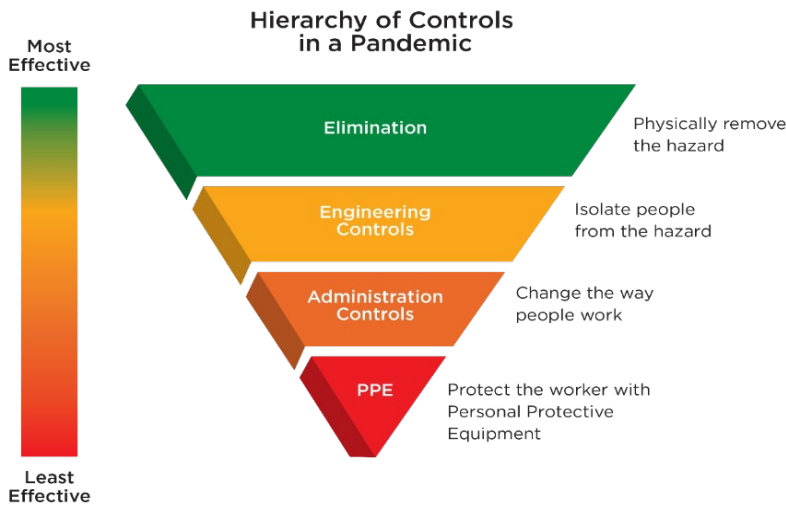 Hierarchy of Controls
in a Pandemic
Most
Effective
Elimination
Physically remove
the hazard
Engineering
Controls
Isolate people
from the hazard
Administration
Controls
Change the way
people work
PPE
Protect the worker with
Personal Protective
Equipment
Least
Effective